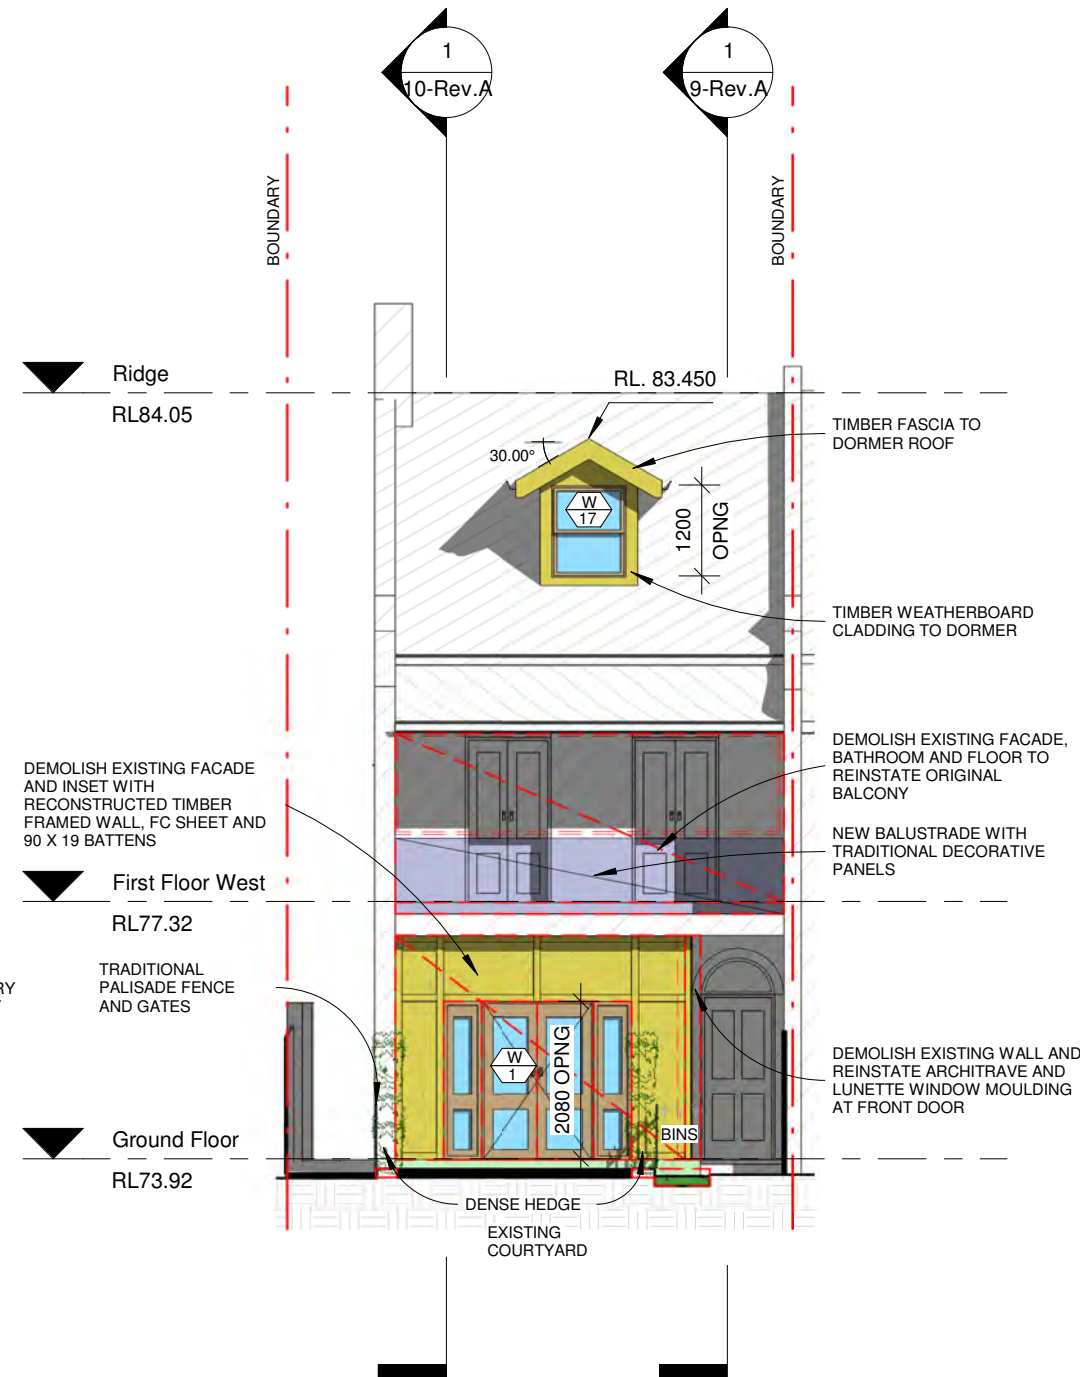 1
10-Rev.A
1
9-Rev.A
BOUNDARY
BOUNDARY
Ridge
RL84.05
RL. 83.450
30.00°
W
17
1200
OPNG
TIMBER FASCIA TO
DORMER ROOF
TIMBER WEATHERBOARD
CLADDING TO DORMER
DEMOLISH EXISTING FACADE
AND INSET WITH
RECONSTRUCTED TIMBER
FRAMED WALL, FC SHEET AND
90 X 19 BATTENS
DEMOLISH EXISTING FACADE,
BATHROOM AND FLOOR TO
REINSTATE ORIGINAL
BALCONY
NEW BALUSTRADE WITH
TRADITIONAL DECORATIVE
PANELS
First Floor West
RL77.32
TRADITIONAL
PALISADE FENCE
AND GATES
RY
W
1
2080 OPNG
BINS
DEMOLISH EXISTING WALL AND
REINSTATE ARCHITRAVE AND
LUNETTE WINDOW MOULDING
AT FRONT DOOR
Ground Floor
RL73.92
DENSE HEDGE
EXISTING
COURTYARD